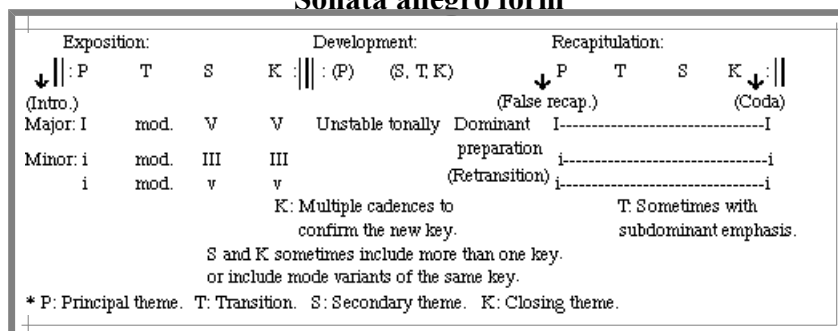 Sonata allegro form
Exposition: Development: Recapitulation:
: P T S K : : (P) (S, T, K) P T S K :
(Intro.) (False recap.) (Coda)
Major: I mod. V V Unstable tonally Dominant I--------------------------------I
preparation
Minor: i mod. III III i--------------------------------i
i mod. v v (Retransition) i--------------------------------i
K: Multiple cadences to T: Sometimes with
confirm the new key. subdominant emphasis.
S and K sometimes include more than one key.
or include mode variants of the same key.
* P: Principal theme. T: Transition. S: Secondary theme. K: Closing theme.